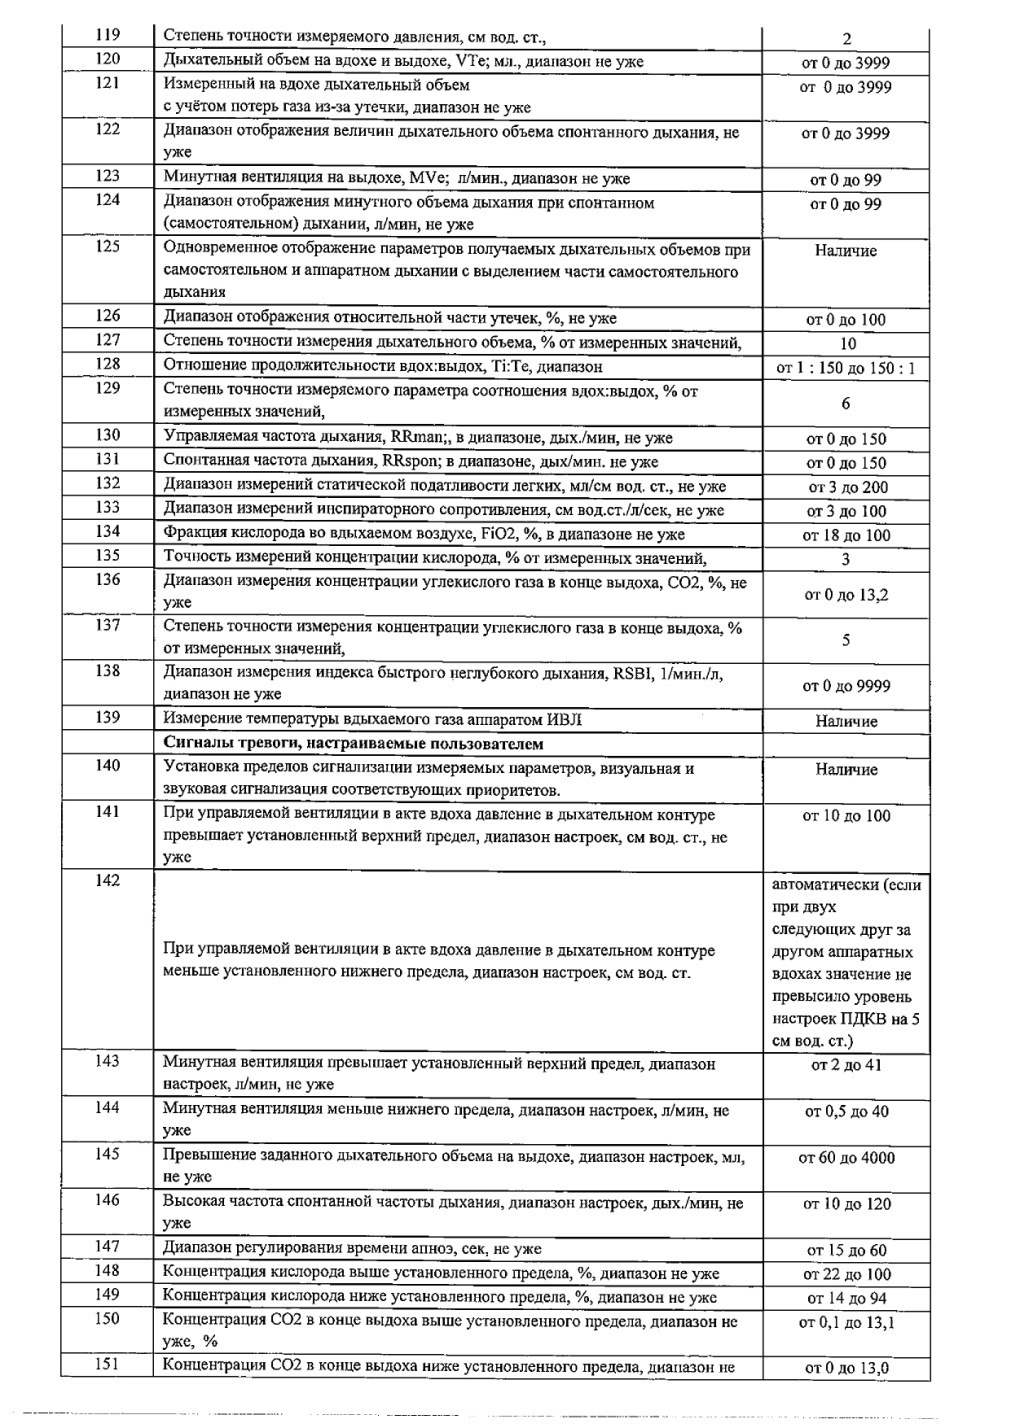 119 Степень точности измеряемого давления, см вод. ст., 2
120 Дыхательный объем на вдохе и выдохе, VTe; мл., диапазон не уже от 0 до 3999
121 Измеренный на вдохе дыхательный объем от 0 до 3999
с учётом потерь газа из-за утечки, диапазон не уже
122 Диапазон отображения величин дыхательного объема спонтанного дыхания, не от 0 до 3999
уже
123 Минутная вентиляция на выдохе, MVe; л/мин., диапазон не уже от 0 до 99
124 Диапазон отображения минутного объема дыхания при спонтанном от 0 до 99
(самостоятельном) дыхании, л/мин, не уже
125 Одновременное отображение параметров получаемых дыхательных объемов при Наличие
самостоятельном и аппаратном дыхании с выделением части самостоятельного
дыхания
126 Диапазон отображения относительной части утечек, %, не уже от 0 до 100
127 Степень точности измерения дыхательного объема, % от измеренных значений, 10
128 Отношение продолжительности вдох:выдох, Ti:Te, диапазон от 1 : 150 до 150 : 1
129 Степень точности измеряемого параметра соотношения вдох:выдох, % от
измеренных значений, 6
130 Управляемая частота дыхания, RRman;, в диапазоне, дых./мин, не уже от 0 до 150
131 Спонтанная частота дыхания, RRspon; в диапазоне, дых/мин. не уже от 0 до 150
132 Диапазон измерений статической податливости легких, мл/см вод. ст., не уже от 3 до 200
133 Диапазон измерений инспираторного сопротивления, см вод.ст./л/сек, не уже от 3 до 100
134 Фракция кислорода во вдыхаемом воздухе, FiO2, %, в диапазоне не уже от 18 до 100
135 Точность измерений концентрации кислорода, % от измеренных значений, 3
136 Диапазон измерения концентрации углекислого газа в конце выдоха, CO2, %, не
уже от 0 до 13,2
137 Степень точности измерения концентрации углекислого газа в конце выдоха, %
от измеренных значений, 5
138 Диапазон измерения индекса быстрого неглубокого дыхания, RSBI, 1/мин./л,
диапазон не уже от 0 до 9999
139 Измерение температуры вдыхаемого газа аппаратом ИВЛ Наличие
Сигналы тревоги, настраиваемые пользователем
140 Установка пределов сигнализации измеряемых параметров, визуальная и Наличие
звуковая сигнализация соответствующих приоритетов.
141 При управляемой вентиляции в акте вдоха давление в дыхательном контуре от 10 до 100
превышает установленный верхний предел, диапазон настроек, см вод. ст., не
уже
142 При управляемой вентиляции в акте вдоха давление в дыхательном контуре
меньше установленного нижнего предела, диапазон настроек, см вод. ст.
автоматически (если
при двух
следующих друг за
другом аппаратных
вдохах значение не
превысило уровень
настроек ПДКВ на 5
см вод. ст.)
143 Минутная вентиляция превышает установленный верхний предел, диапазон от 2 до 41
настроек, л/мин, не уже
144 Минутная вентиляция меньше нижнего предела, диапазон настроек, л/мин, не от 0,5 до 40
уже
145 Превышение заданного дыхательного объема на выдохе, диапазон настроек, мл, от 60 до 4000
не уже
146 Высокая частота спонтанной частоты дыхания, диапазон настроек, дых./мин, не от 10 до 120
уже
147 Диапазон регулирования времени апноэ, сек, не уже от 15 до 60
148 Концентрация кислорода выше установленного предела, %, диапазон не уже от 22 до 100
149 Концентрация кислорода ниже установленного предела, %, диапазон не уже от 14 до 94
150 Концентрация CO2 в конце выдоха выше установленного предела, диапазон не от 0,1 до 13,1
уже, %
151 Концентрация CO2 в конце выдоха ниже установленного предела, диапазон не от 0 до 13,0